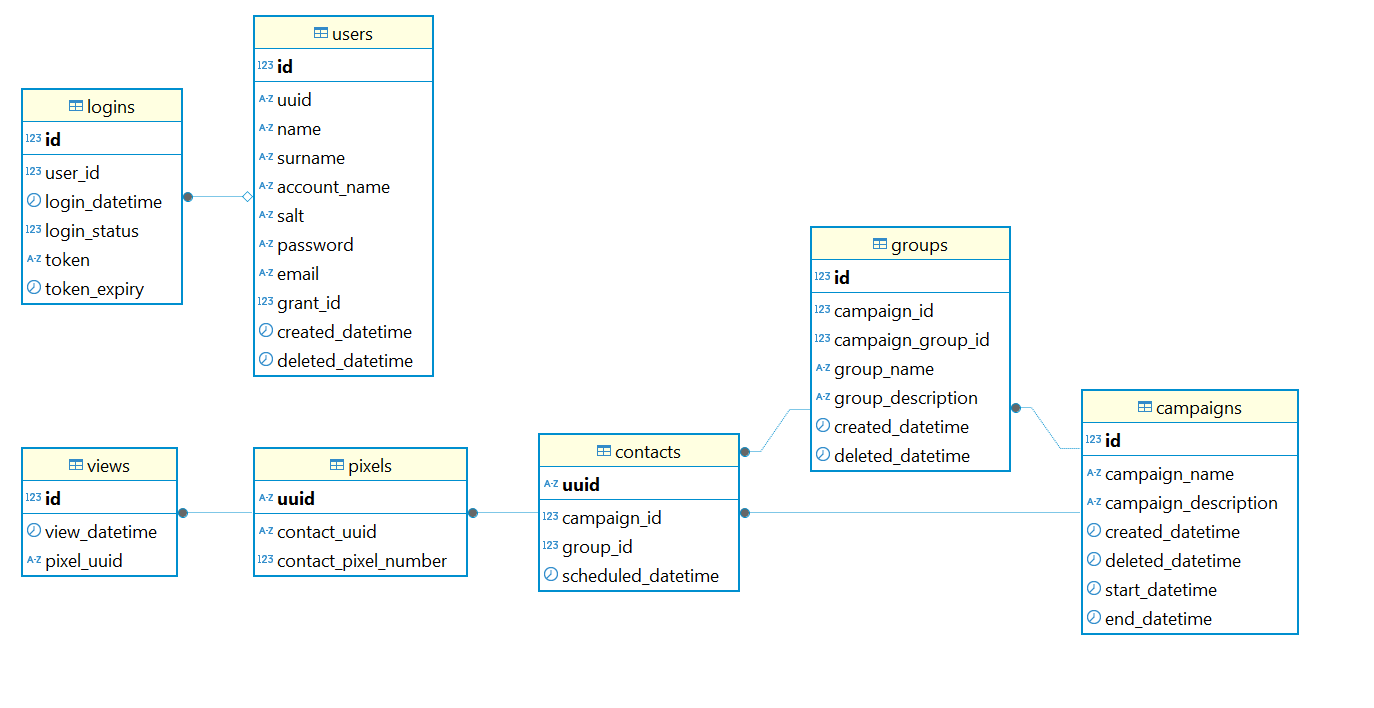 users
123 id
A-Z uuid
A-Z name
A-Z surname
A-Z account_name
A-Z salt
A-Z password
A-Z email
123 grant_id
created_datetime
deleted_datetime
logins
123 id
123 user_id
login_datetime
123 login_status
A-Z token
token_expiry
groups
123 id
123 campaign_id
123 campaign_group_id
A-Z group_name
A-Z group_description
created_datetime
deleted_datetime
campaigns
123 id
A-Z campaign_name
A-Z campaign_description
created_datetime
deleted_datetime
start_datetime
end_datetime
views
123 id
view_datetime
A-Z pixel_uuid
pixels
A-Z uuid
A-Z contact_uuid
123 contact_pixel_number
contacts
A-Z uuid
123 campaign_id
123 group_id
scheduled_datetime